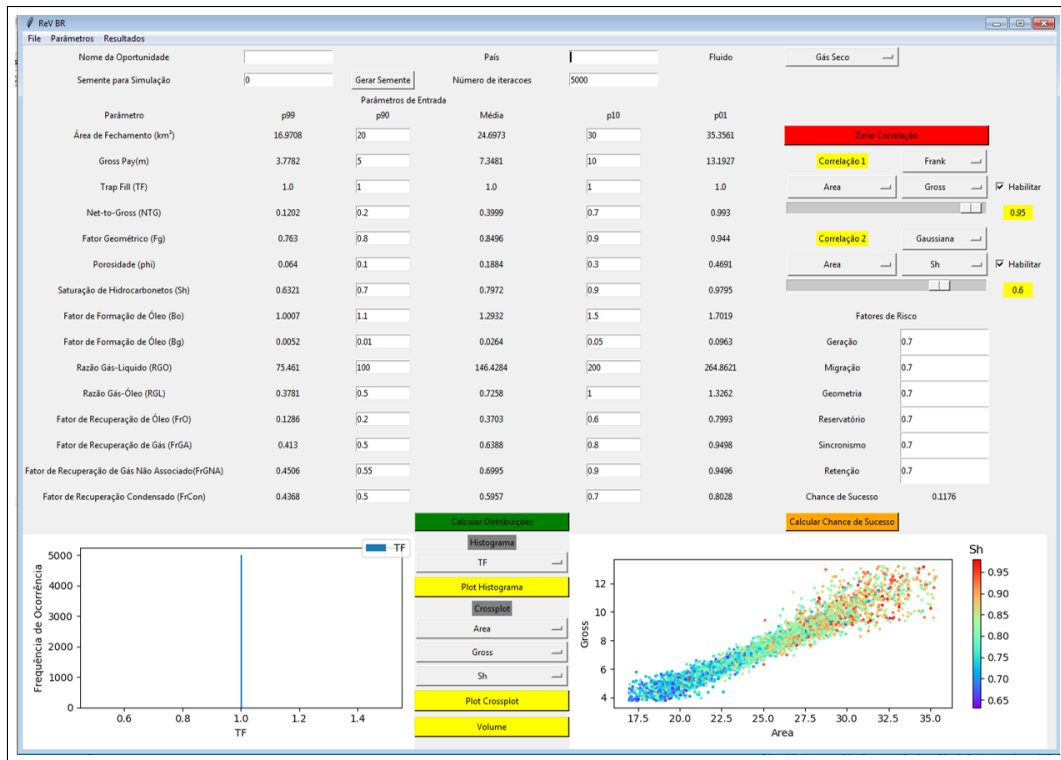 ReV BR
File Parâmetros Resultados
Nome da Oportunidade País Fluido Gás Seco
Semente para Simulação 0 Gerar Semente Número de iteracoes 5000
Parâmetros de Entrada
Parâmetro p99 p90 Média p10 p01
Área de Fechamento (km²) 16.9708 20 24.6973 30 35.3561 Zerar Correlação
Gross Pay(m) 3.7782 5 7.3481 10 13.1927 Correlação 1 Frank
Trap Fill (TF) 1.0 1 1.0 1 1.0 Area Gross Habilitar
Net-to-Gross (NTG) 0.1202 0.2 0.3999 0.7 0.993 0.95
Fator Geométrico (Fg) 0.763 0.8 0.8496 0.9 0.944 Correlação 2 Gaussiana
Porosidade (phi) 0.064 0.1 0.1884 0.3 0.4691 Area Sh Habilitar
Saturação de Hidrocarbonetos (Sh) 0.6321 0.7 0.7972 0.9 0.9795 0.6
Fator de Formação de Óleo (Bo) 1.0007 1.1 1.2932 1.5 1.7019 Fatores de Risco
Fator de Formação de Óleo (Bg) 0.0052 0.01 0.0264 0.05 0.0963 Geração 0.7
Razão Gás-Liquido (RGO) 75.461 100 146.4284 200 264.8621 Migração 0.7
Razão Gás-Óleo (RGL) 0.3781 0.5 0.7258 1 1.3262 Geometria 0.7
Fator de Recuperação de Óleo (FrO) 0.1286 0.2 0.3703 0.6 0.7993 Reservatório 0.7
Fator de Recuperação de Gás (FrGA) 0.413 0.5 0.6388 0.8 0.9498 Sincronismo 0.7
Fator de Recuperação de Gás Não Associado(FrGNA) 0.4506 0.55 0.6995 0.9 0.9496 Retenção 0.7
Fator de Recuperação Condensado (FrCon) 0.4368 0.5 0.5957 0.7 0.8028 Chance de Sucesso 0.1176
Calcular Distribuições Calcular Chance de Sucesso
Histograma
TF
Plot Histograma
Crossplot
Area
Gross
Sh
Plot Crossplot
Volume
TF
Frequência de Ocorrência
5000
4000
3000
2000
1000
0
0.6 0.8 1.0 1.2 1.4
TF
Sh
Gross
12
10
8
6
4
17.5 20.0 22.5 25.0 27.5 30.0 32.5 35.0
Area
0.95
0.90
0.85
0.80
0.75
0.70
0.65